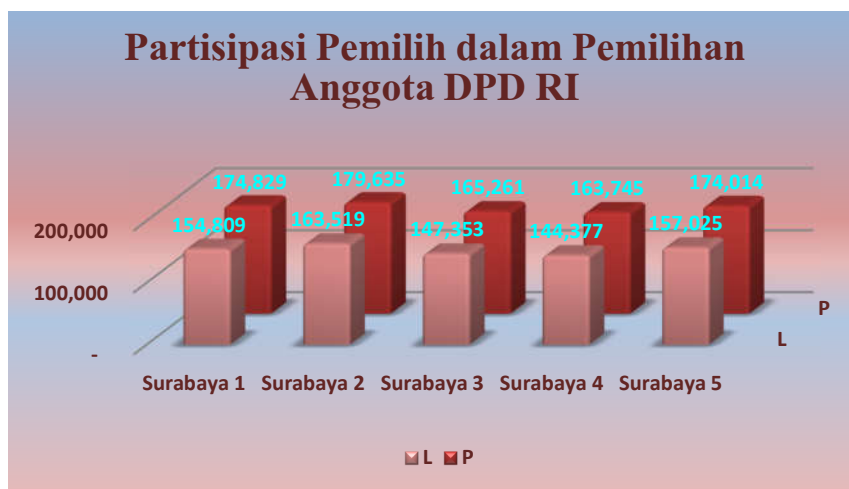 Partisipasi Pemilih dalam Pemilihan
Anggota DPD RI
174,829 179,635 165,261 163,745 174,014
154,809 163,519 147,353 144,377 157,025
200,000
100,000
-
P
L
Surabaya 1 Surabaya 2 Surabaya 3 Surabaya 4 Surabaya 5
L P